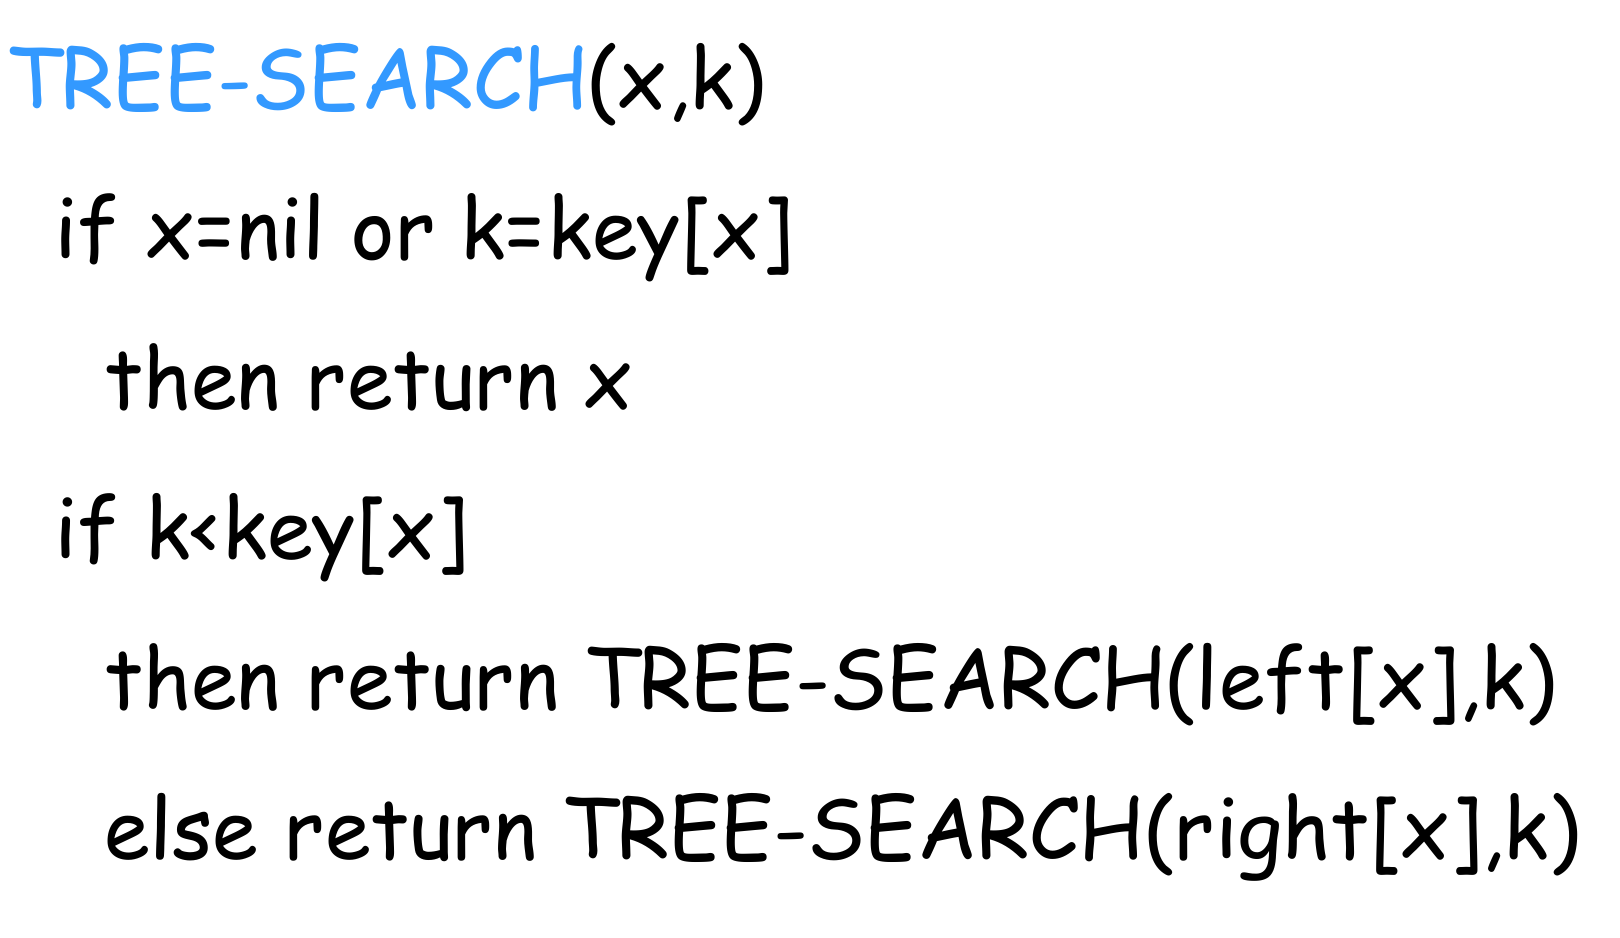 TREE-SEARCH(x,k)
if x=nil or k=key[x]
then return x
if k<key[x]
then return TREE-SEARCH(left[x],k)
else return TREE-SEARCH(right[x],k)